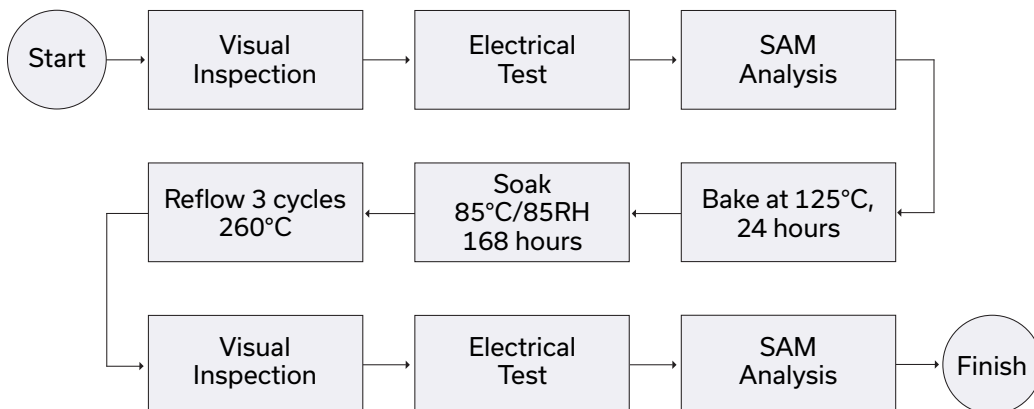 Start
Visual
Inspection
Electrical
Test
SAM
Analysis
Bake at 125°C,
24 hours
Soak
85°C/85RH
168 hours
Reflow 3 cycles
260°C
Visual
Inspection
Electrical
Test
SAM
Analysis
Finish